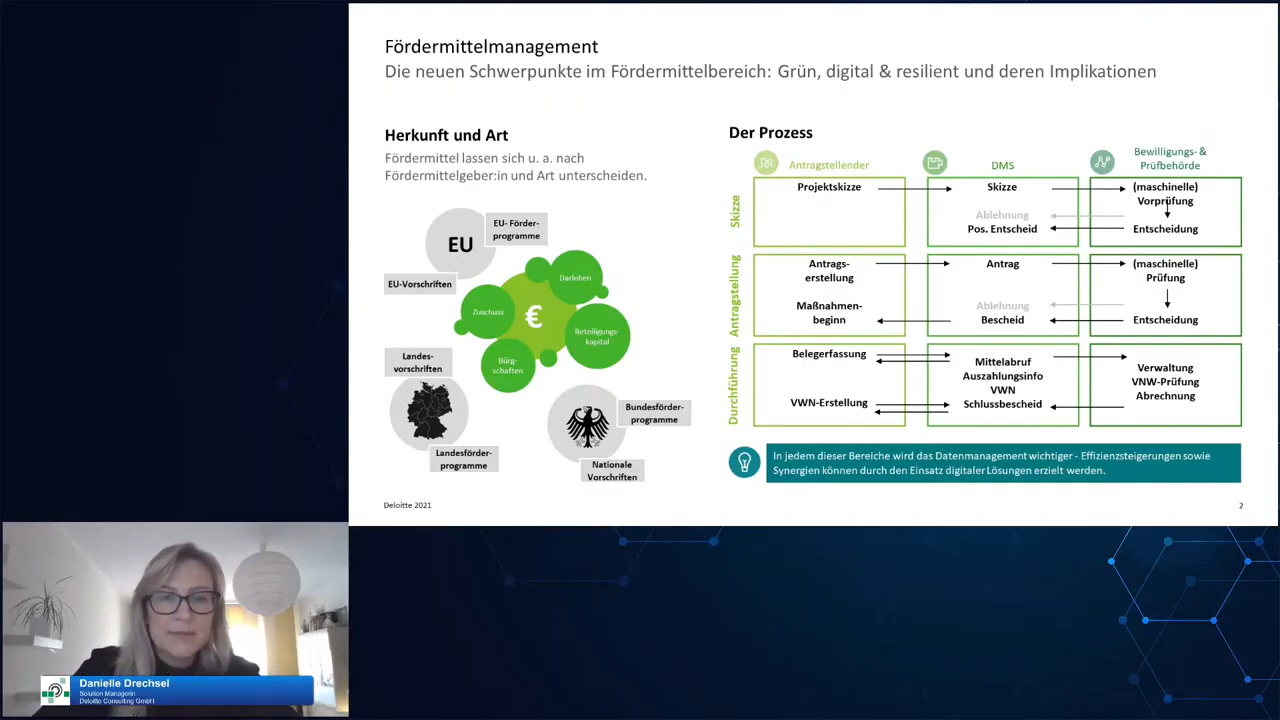 Fördermittelmanagement
Die neuen Schwerpunkte im Fördermittelbereich: Grün, digital & resilient und deren Implikationen
Herkunft und Art
Fördermittel lassen sich u. a. nach
Fördermittelgeber:in und Art unterscheiden.
EU
EU- Förder-
programme
EU-Vorschriften
Darlehen
Zuschuss
€
Beteiligungs-
kapital
Bürg-
schaften
Landes-
vorschriften
Landesförder-
programme
Bundesförder-
programme
Nationale
Vorschriften
Der Prozess
Antragstellender
DMS
Bewilligungs- &
Prüfbehörde
Skizze
Projektskizze
Skizze
(maschinelle)
Vorprüfung
Ablehnung
Pos. Entscheid
Entscheidung
Antragstellung
Antrags-
erstellung
Antrag
(maschinelle)
Prüfung
Maßnahmen-
beginn
Ablehnung
Bescheid
Entscheidung
Durchführung
Belegerfassung
VWN-Erstellung
Mittelabruf
Auszahlungsinfo
VWN
Schlussbescheid
Verwaltung
VNW-Prüfung
Abrechnung
In jedem dieser Bereiche wird das Datenmanagement wichtiger - Effizienzsteigerungen sowie
Synergien können durch den Einsatz digitaler Lösungen erzielt werden.
Deloitte 2021
2
Danielle Drechsel
Solution Managerin
Deloitte Consulting GmbH